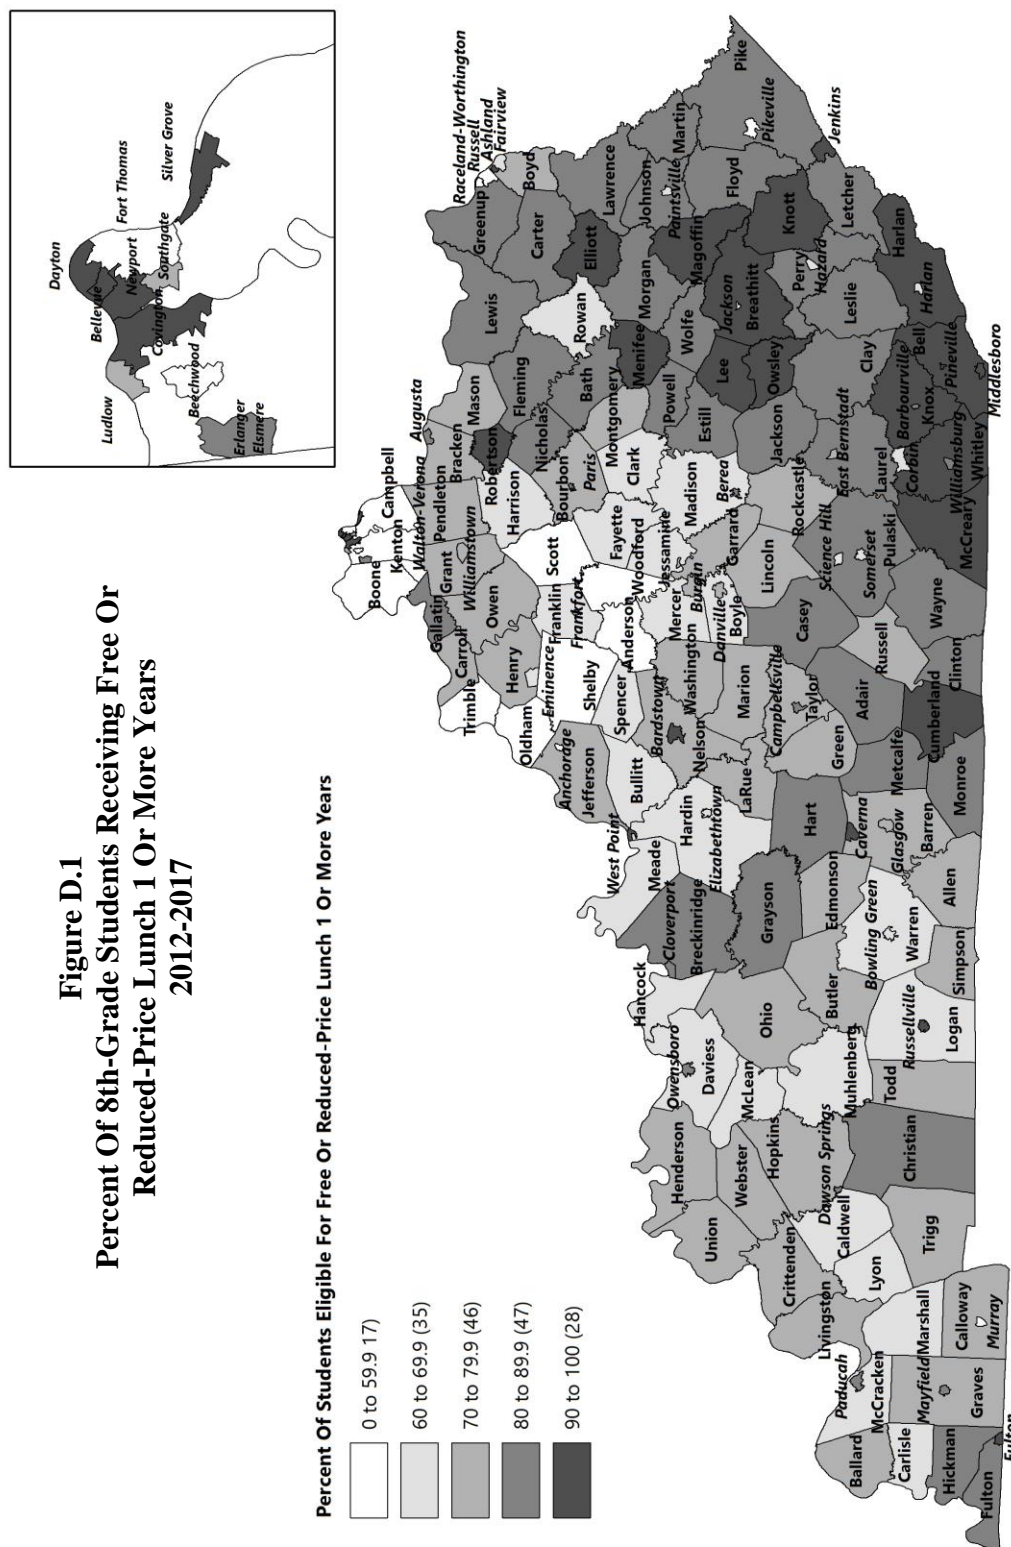 Figure D.1
Percent Of 8th-Grade Students Receiving Free Or
Reduced-Price Lunch 1 Or More Years
2012-2017
Percent Of Students Eligible For Free Or Reduced-Price Lunch 1 Or More Years
0 to 59.9 17)
60 to 69.9 (35)
70 to 79.9 (46)
80 to 89.9 (47)
90 to 100 (28)
Dayton
Bellevue
Newport
Fort Thomas
Southgate
Silver Grove
Ludlow
Covington
Beechwood
Erlanger
Elsmere
Boone
Kenton
Campbell
Walton-Verona
Augusta
Gallatin
Grant
Pendleton
Bracken
Mason
Carroll
Williamstown
Robertson
Trimble
Owen
Henry
Harrison
Nicholas
Fleming
Lewis
Greenup
Raceland-Worthington
Russell
Ashland
Fairview
Boyd
Carter
Oldham
Eminence
Franklin
Frankfort
Scott
Bourbon
Paris
Bath
Rowan
Elliott
Lawrence
Anchorage
Jefferson
Shelby
Anderson
Woodford
Fayette
Clark
Montgomery
Menifee
Morgan
Johnson
Paintsville
Martin
Spencer
Bullitt
West Point
Meade
Hancock
Bardstown
Nelson
Washington
Mercer
Burgin
Jessamine
Madison
Berea
Estill
Powell
Wolfe
Magoffin
Floyd
Pike
Pikeville
Hardin
Elizabethtown
LaRue
Marion
Danville
Boyle
Garrard
Lincoln
Rockcastle
Jackson
Lee
Owsley
Jackson
Breathitt
Knott
Perry
Hazard
Letcher
Jenkins
Cloverport
Breckinridge
Owensboro
Daviess
Henderson
Union
Webster
McLean
Ohio
Grayson
Hart
Green
Campbellsville
Taylor
Casey
Science Hill
Somerset
Pulaski
East Bernstadt
Laurel
Clay
Leslie
Harlan
Harlan
Hopkins
Dawson Springs
Muhlenberg
Butler
Edmonson
Caverna
Glasgow
Barren
Metcalfe
Adair
Russell
Wayne
McCreary
Corbin
Barbourville
Knox
Bell
Pineville
Williamsburg
Whitley
Middlesboro
Crittenden
Livingston
Caldwell
Lyon
Christian
Todd
Russellville
Logan
Bowling Green
Warren
Simpson
Allen
Monroe
Cumberland
Clinton
Trigg
Paducah
McCracken
Marshall
Calloway
Murray
Mayfield
Graves
Ballard
Carlisle
Hickman
Fulton
Fulton